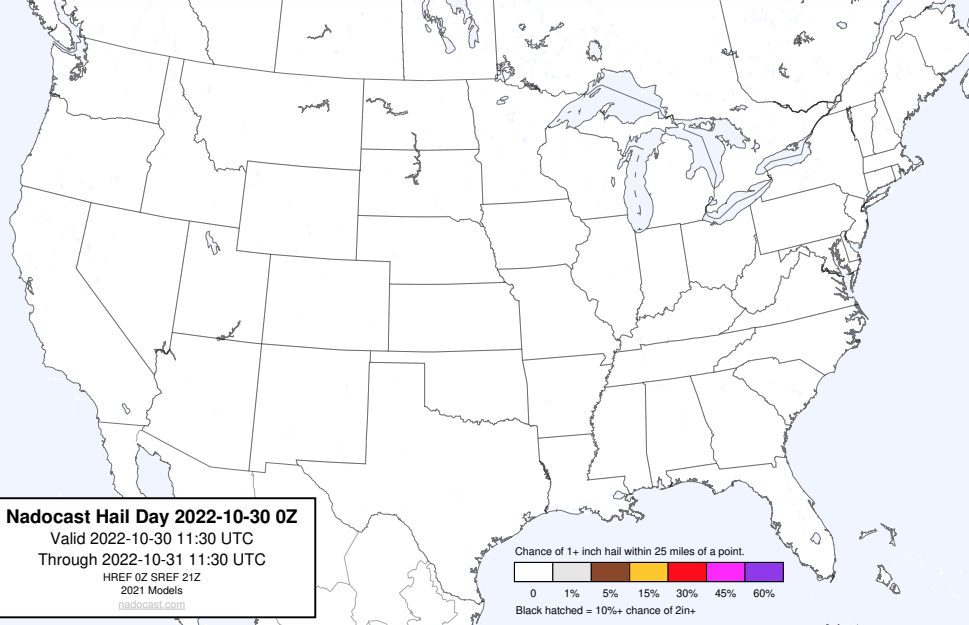 Nadocast Hail Day 2022-10-30 0Z
Valid 2022-10-30 11:30 UTC
Through 2022-10-31 11:30 UTC
HREF 0Z SREF 21Z
2021 Models
nadocast.com
Chance of 1+ inch hail within 25 miles of a point.
0 1% 5% 15% 30% 45% 60%
Black hatched = 10%+ chance of 2in+